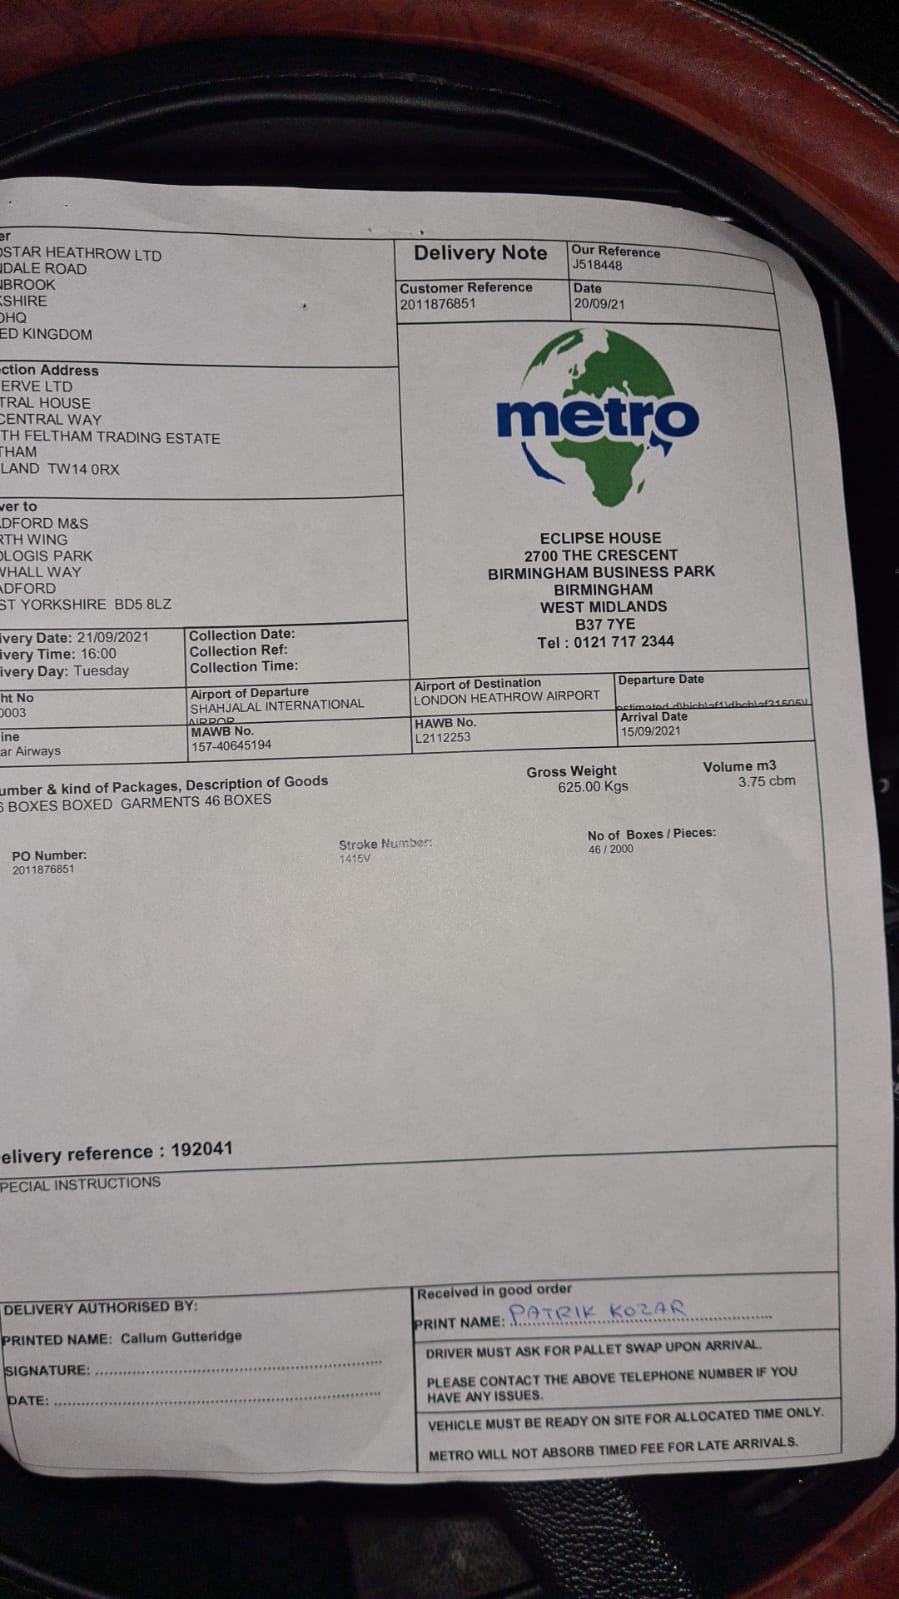 er
OSTAR HEATHROW LTD
NDALE ROAD
NBROOK
KSHIRE
OHQ
ED KINGDOM
Delivery Note
Our Reference
J518448
Customer Reference
2011876851
Date
20/09/21
ction Address
ERVE LTD
TRAL HOUSE
CENTRAL WAY
TH FELTHAM TRADING ESTATE
THAM
LAND TW14 0RX
metro
ver to
ADFORD M&S
RTH WING
OLOGIS PARK
WHALL WAY
ADFORD
ST YORKSHIRE BD5 8LZ
ECLIPSE HOUSE
2700 THE CRESCENT
BIRMINGHAM BUSINESS PARK
BIRMINGHAM
WEST MIDLANDS
B37 7YE
Tel : 0121 717 2344
ivery Date: 21/09/2021
ivery Time: 16:00
ivery Day: Tuesday
Collection Date:
Collection Ref:
Collection Time:
ht No
0003
Airport of Departure
SHAHJALAL INTERNATIONAL
AIRPOR
Airport of Destination
LONDON HEATHROW AIRPORT
Departure Date
ine
ar Airways
MAWB No.
157-40645194
HAWB No.
L2112253
Arrival Date
15/09/2021
umber & kind of Packages, Description of Goods
6 BOXES BOXED GARMENTS 46 BOXES
Gross Weight
625.00 Kgs
Volume m3
3.75 cbm
PO Number:
2011876851
Stroke Number:
1415V
No of Boxes / Pieces:
46 / 2000
elivery reference : 192041
PECIAL INSTRUCTIONS
DELIVERY AUTHORISED BY:
PRINTED NAME: Callum Gutteridge
SIGNATURE:
DATE:
Received in good order
PRINT NAME: PATRIK KOZAR
DRIVER MUST ASK FOR PALLET SWAP UPON ARRIVAL.
PLEASE CONTACT THE ABOVE TELEPHONE NUMBER IF YOU
HAVE ANY ISSUES.
VEHICLE MUST BE READY ON SITE FOR ALLOCATED TIME ONLY.
METRO WILL NOT ABSORB TIMED FEE FOR LATE ARRIVALS.